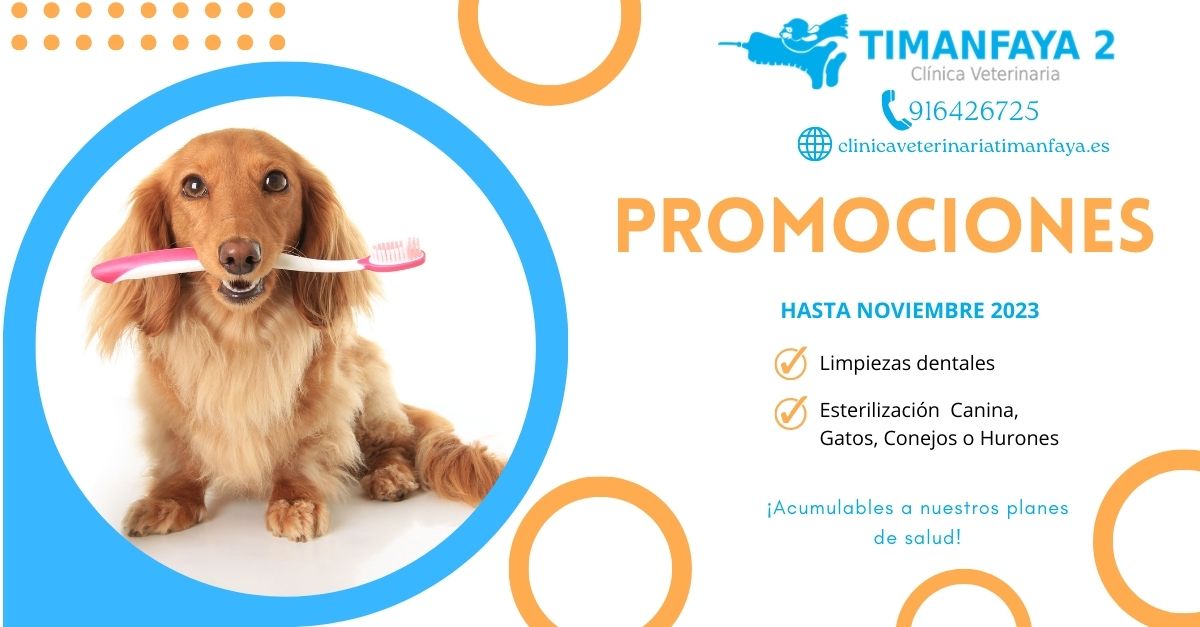 TIMANFAYA 2
Clínica Veterinaria
916426725
clinicaveterinariatimanfaya.es
PROMOCIONES
HASTA NOVIEMBRE 2023
Limpiezas dentales
Esterilización Canina,
Gatos, Conejos o Hurones
¡Acumulables a nuestros planes
de salud!